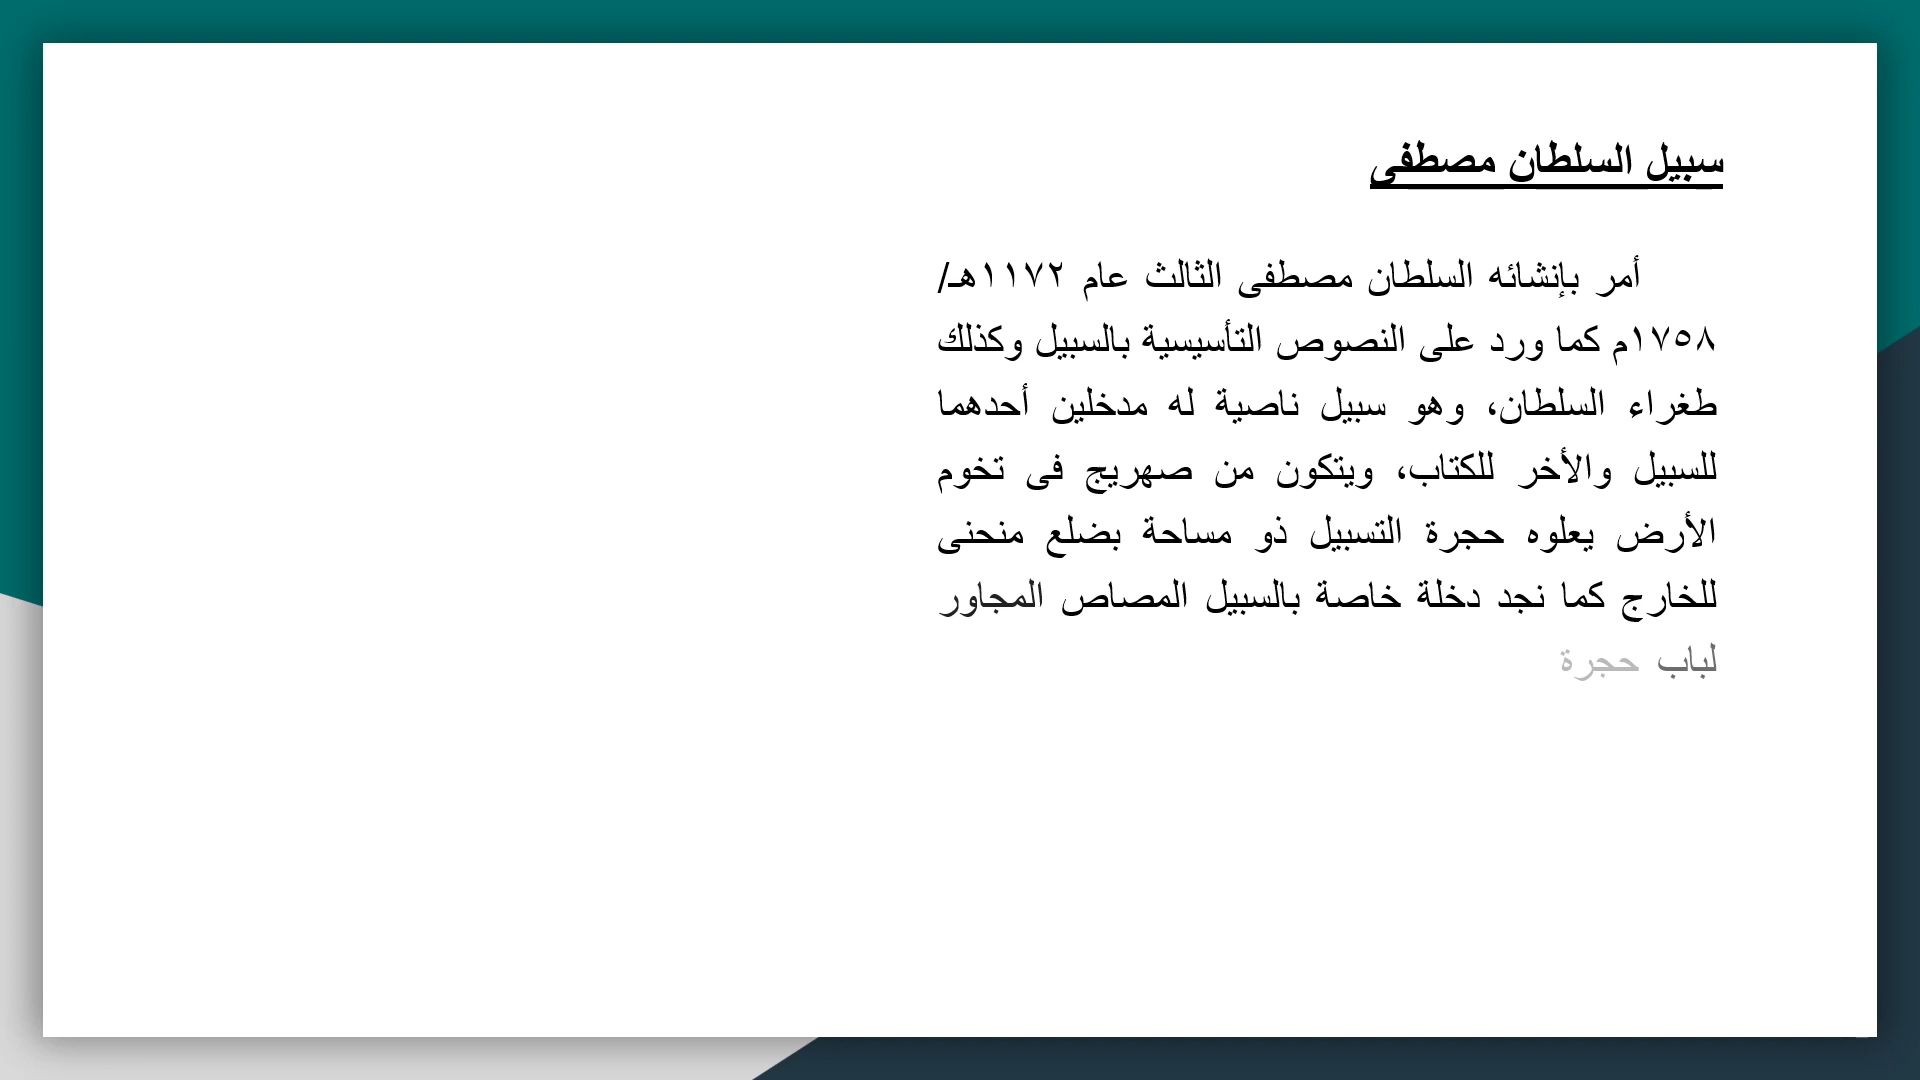 سبيل السلطان مصطفى
أمر بإنشائه السلطان مصطفى الثالث عام ١١٧٢هـ/
١٧٥٨م كما ورد على النصوص التأسيسية بالسبيل وكذلك
طغراء السلطان، وهو سبيل ناصية له مدخلين أحدهما
للسبيل والأخر للكتاب، ويتكون من صهريج فى تخوم
الأرض يعلوه حجرة التسبيل ذو مساحة بضلع منحنى
للخارج كما نجد دخلة خاصة بالسبيل المصاص المجاور
لباب حجرة